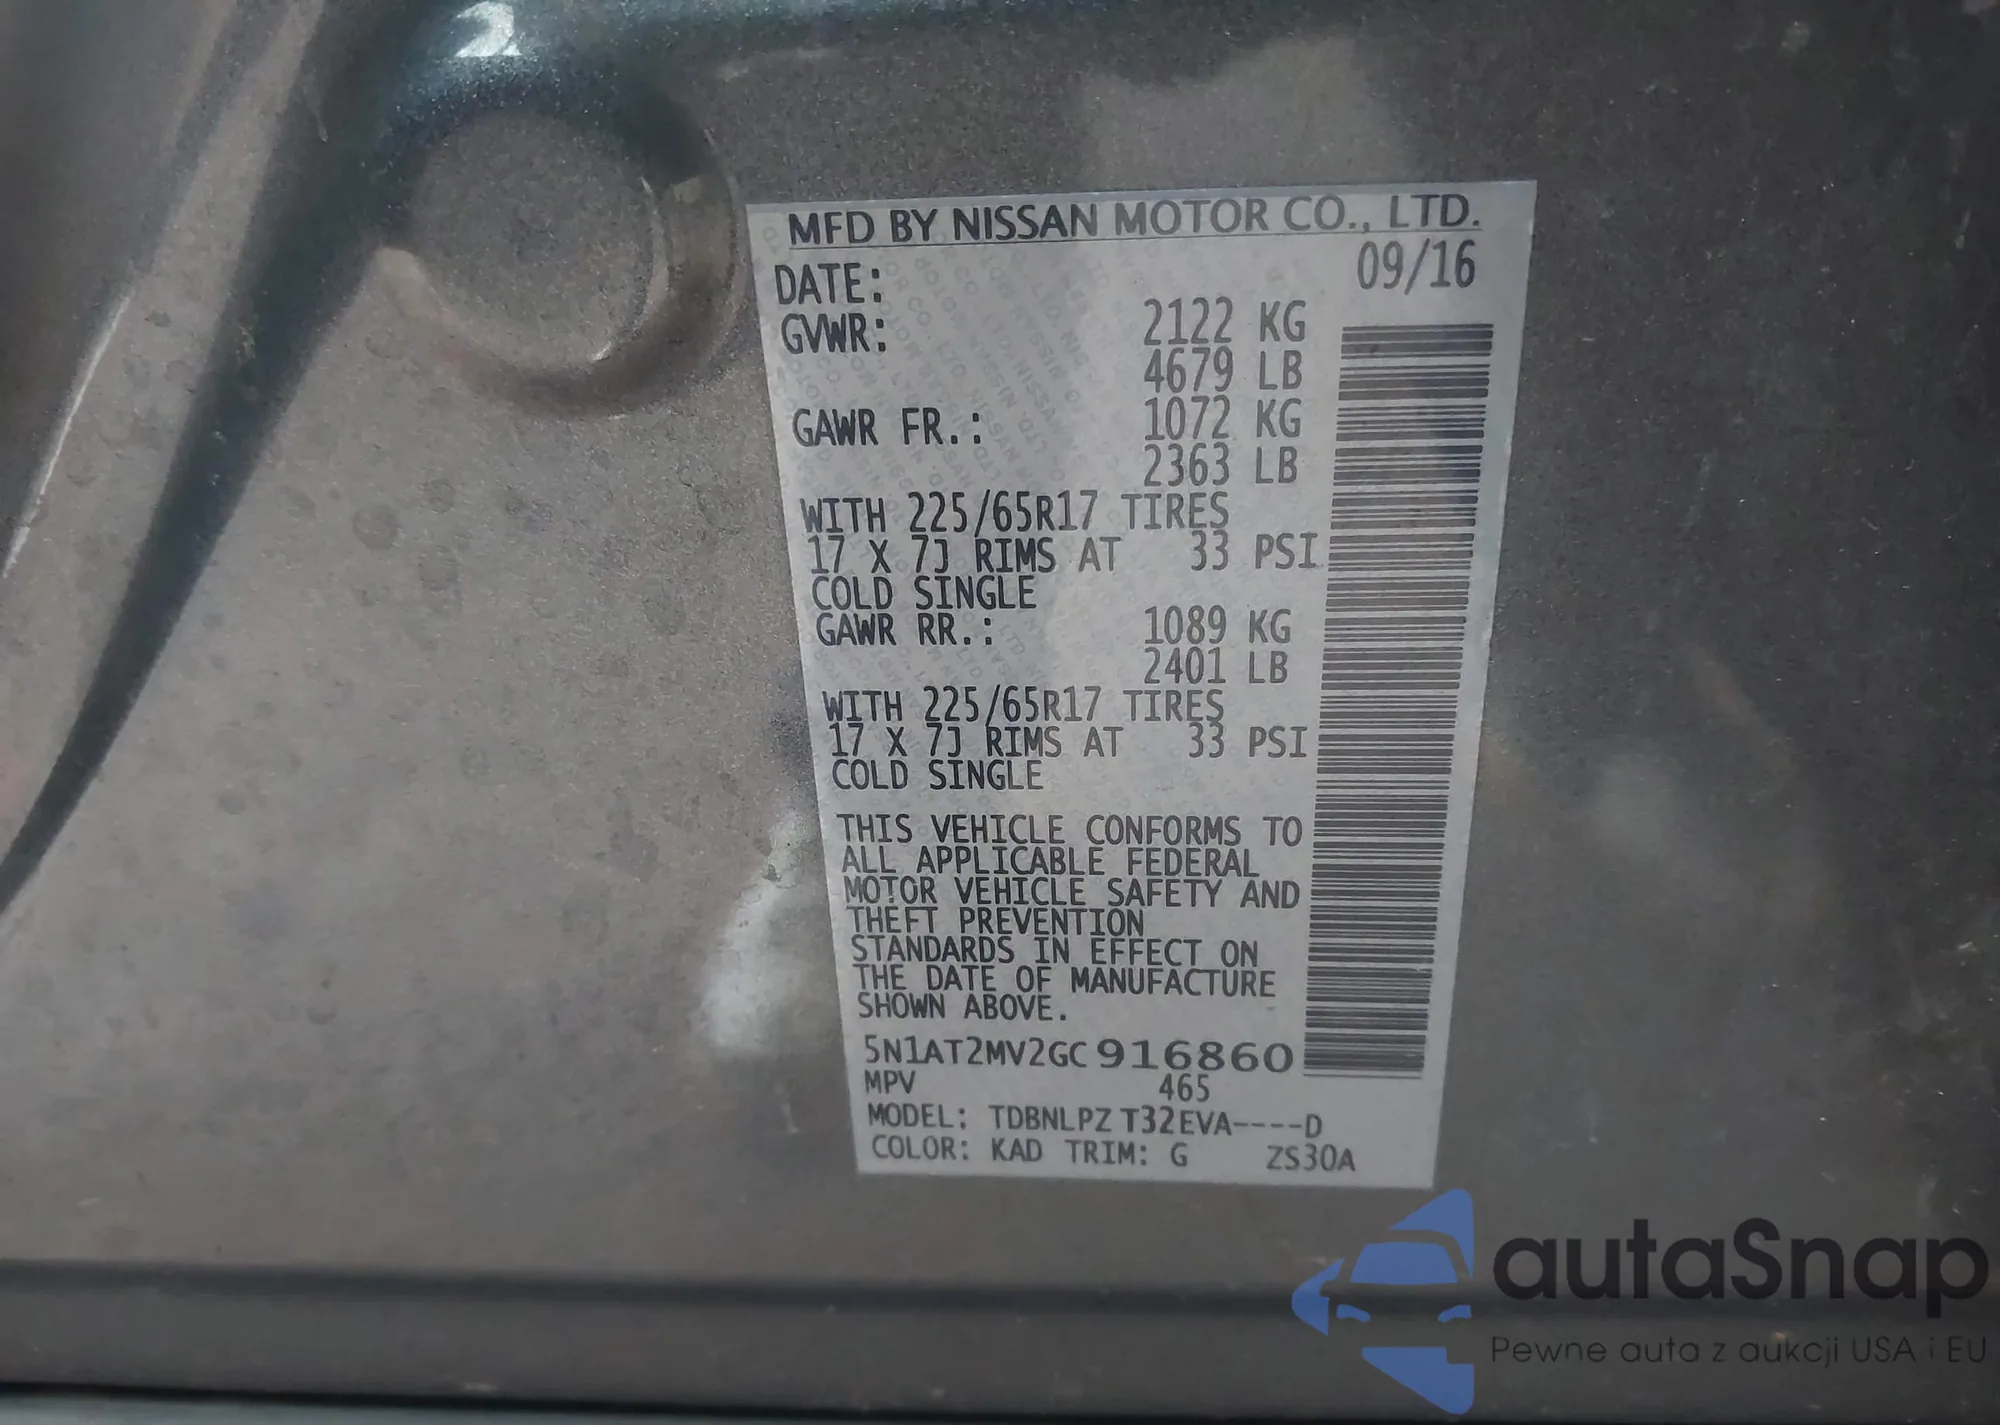 MFD BY NISSAN MOTOR CO., LTD.
DATE: 09/16
GVWR: 2122 KG
4679 LB
GAWR FR.: 1072 KG
2363 LB
WITH 225/65R17 TIRES
17 X 7J RIMS AT 33 PSI
COLD SINGLE
GAWR RR.: 1089 KG
2401 LB
WITH 225/65R17 TIRES
17 X 7J RIMS AT 33 PSI
COLD SINGLE
THIS VEHICLE CONFORMS TO
ALL APPLICABLE FEDERAL
MOTOR VEHICLE SAFETY AND
THEFT PREVENTION
STANDARDS IN EFFECT ON
THE DATE OF MANUFACTURE
SHOWN ABOVE.
5N1AT2MV2GC916860
MPV 465
MODEL: TDBNLPZ T32EVA----D
COLOR: KAD TRIM: G ZS30A
autaSnap
Pewne auta z aukcji USA i EU